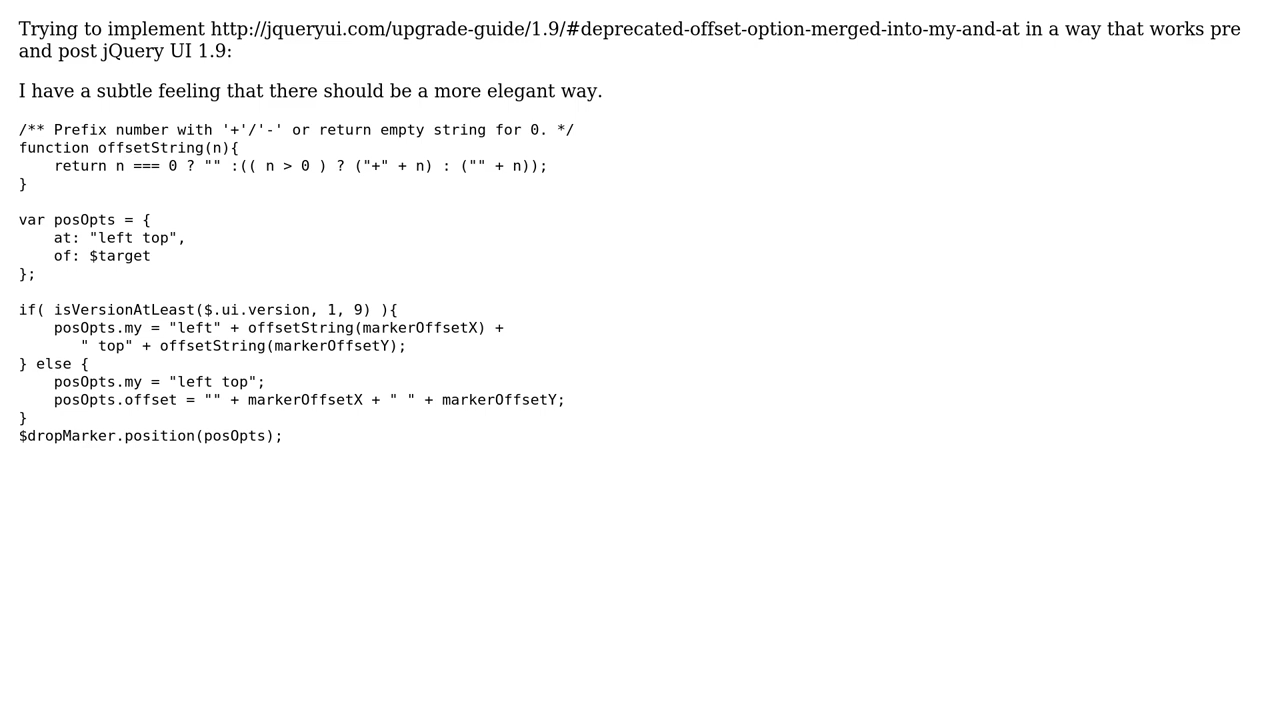 Trying to implement http://jqueryui.com/upgrade-guide/1.9/#deprecated-offset-option-merged-into-my-and-at in a way that works pre
and post jQuery UI 1.9:
I have a subtle feeling that there should be a more elegant way.
/** Prefix number with '+'/'-' or return empty string for 0. */
function offsetString(n){
    return n === 0 ? "" :(( n > 0 ) ? ("+" + n) : ("" + n));
}
var posOpts = {
    at: "left top",
    of: $target
};
if( isVersionAtLeast($.ui.version, 1, 9) ){
    posOpts.my = "left" + offsetString(markerOffsetX) +
       " top" + offsetString(markerOffsetY);
} else {
    posOpts.my = "left top";
    posOpts.offset = "" + markerOffsetX + " " + markerOffsetY;
}
$dropMarker.position(posOpts);